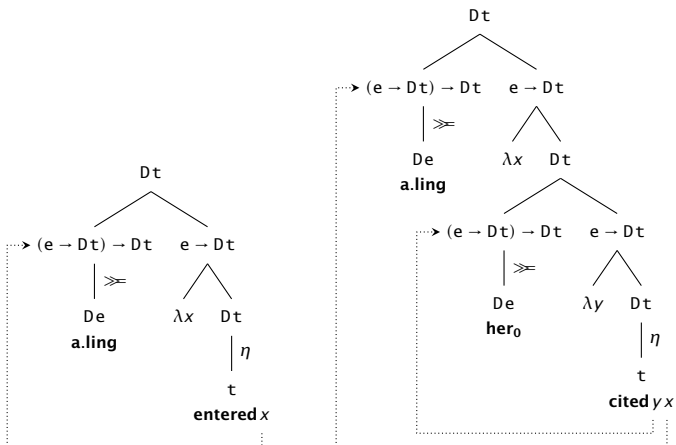 Dt
(e → Dt) → Dt e → Dt
⫺=
De λx Dt
a.ling
η
t
entered x
Dt
(e → Dt) → Dt e → Dt
≫=
De λx Dt
a.ling
(e → Dt) → Dt e → Dt
≫=
De λy Dt
her₀
η
t
cited y x